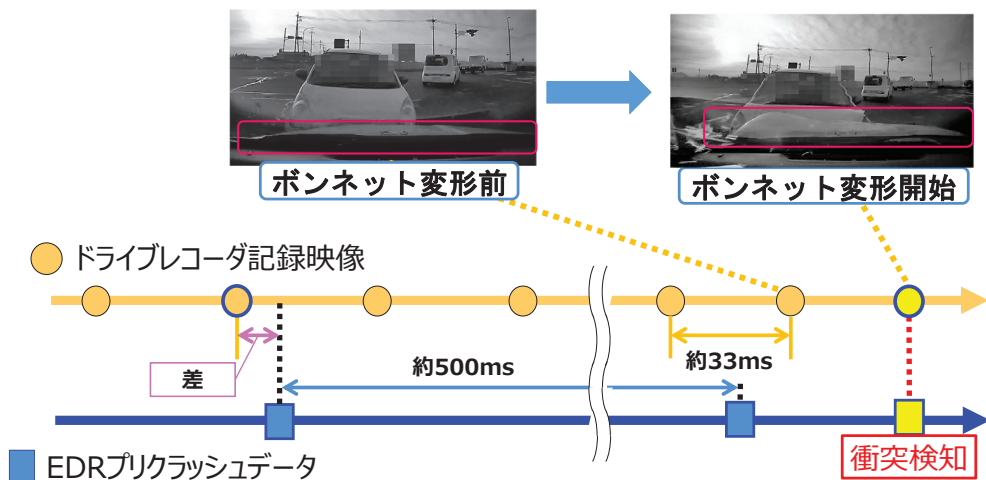 ボンネット変形前
ボンネット変形開始
ドライブレコーダ記録映像
差
約500ms
約33ms
EDRプリクラッシュデータ
衝突検知